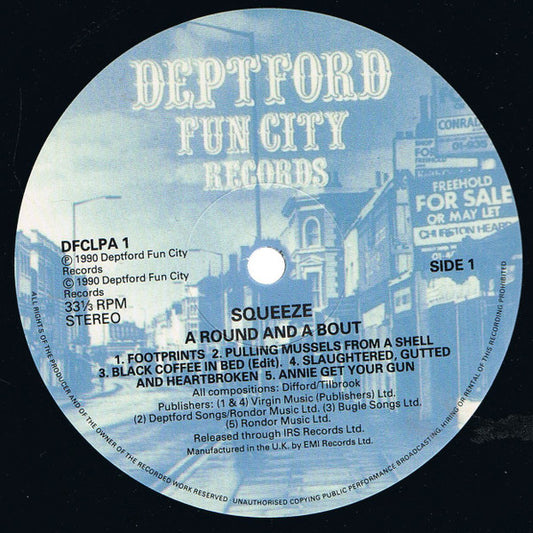 DEPTFORD
FUN CITY
RECORDS
CONRAD
SHOP
FOR
01-935
FREEHOLD
FOR SALE
OR MAY LET
DFCLPA 1
℗ 1990 Deptford Fun City
Records
© 1990 Deptford Fun City
Records
33⅓ RPM
STEREO
SIDE 1
SQUEEZE
A ROUND AND A BOUT
1. FOOTPRINTS 2. PULLING MUSSELS FROM A SHELL
3. BLACK COFFEE IN BED (Edit). 4. SLAUGHTERED, GUTTED
AND HEARTBROKEN 5. ANNIE GET YOUR GUN
All compositions: Difford/Tilbrook
Publishers: (1 & 4) Virgin Music (Publishers) Ltd.
(2) Deptford Songs/Rondor Music Ltd. (3) Bugle Songs Ltd.
(5) Rondor Music Ltd.
Released through IRS Records Ltd.
Manufactured in the U.K. by EMI Records Ltd.
ALL RIGHTS OF THE PRODUCER AND OF THE OWNER OF THE RECORDED WORK RESERVED - UNAUTHORISED COPYING PUBLIC PERFORMANCE BROADCASTING, HIRING OR RENTAL OF THIS RECORDING PROHIBITED